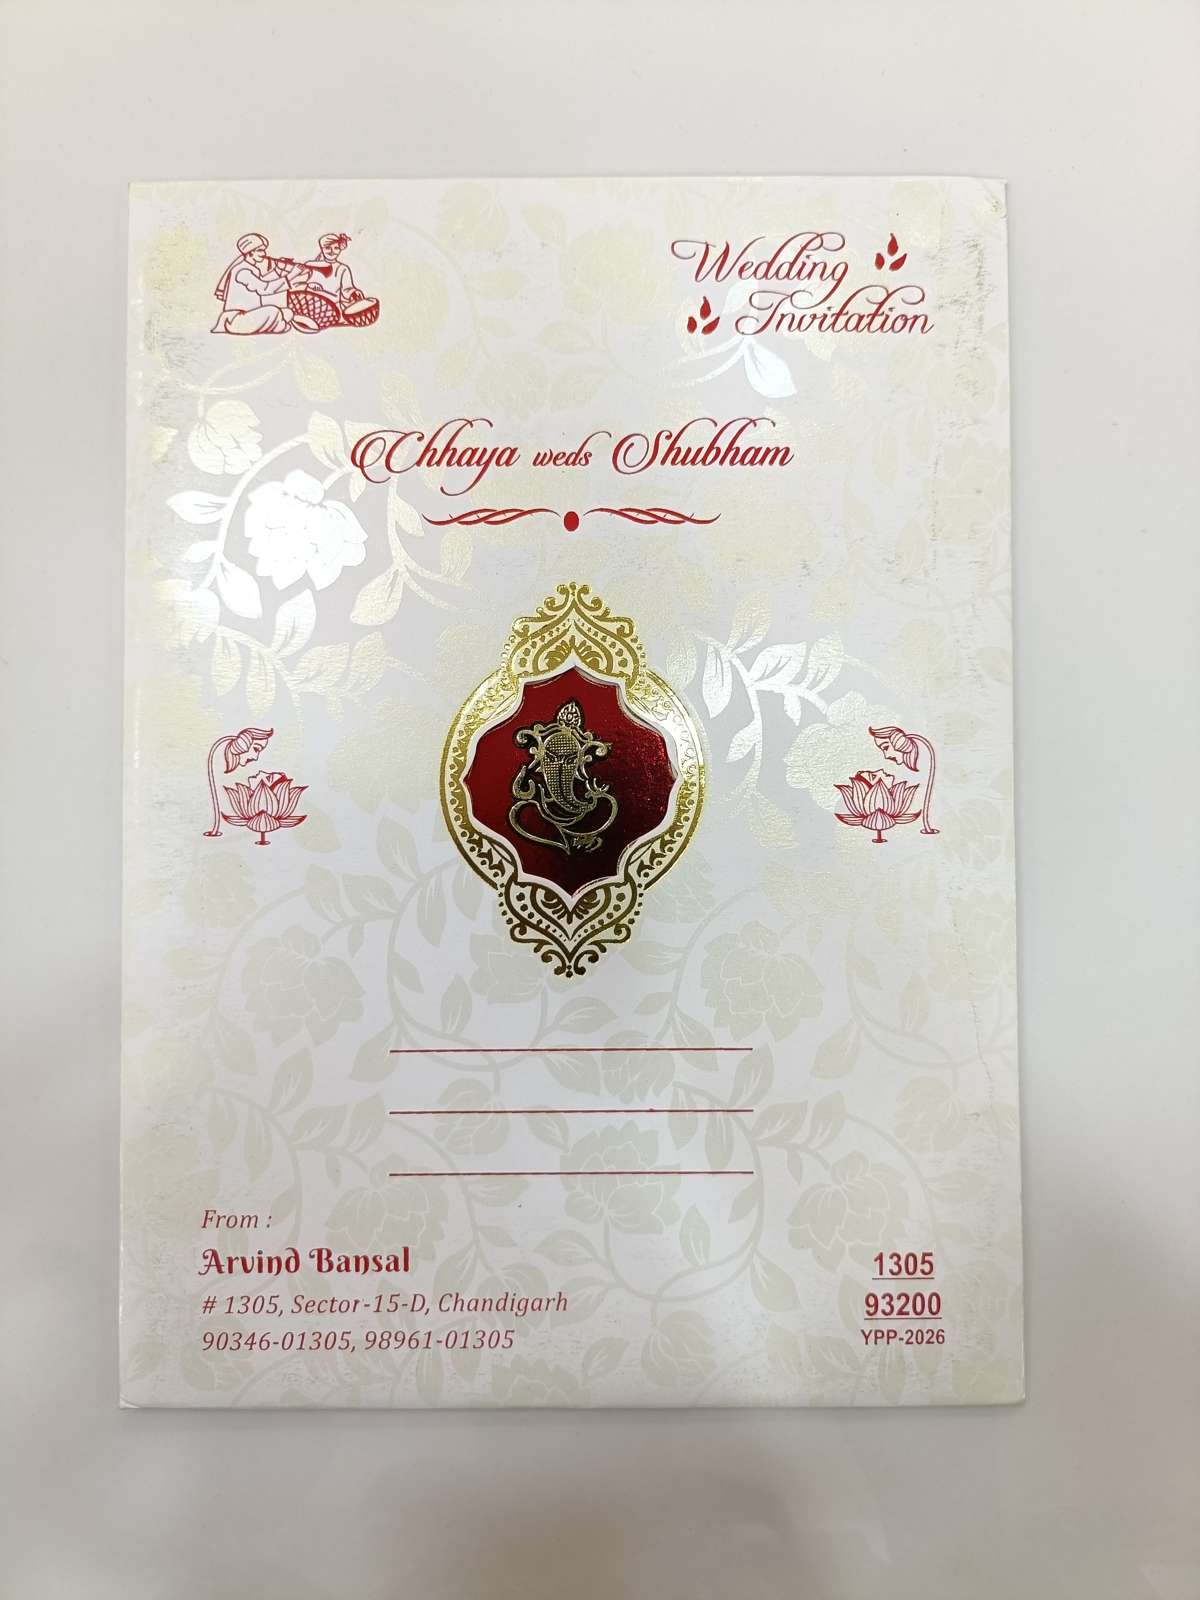 Wedding
Invitation
Chhaya weds Shubham
From :
Arvind Bansal
# 1305, Sector-15-D, Chandigarh
90346-01305, 98961-01305
1305
93200
YPP-2026